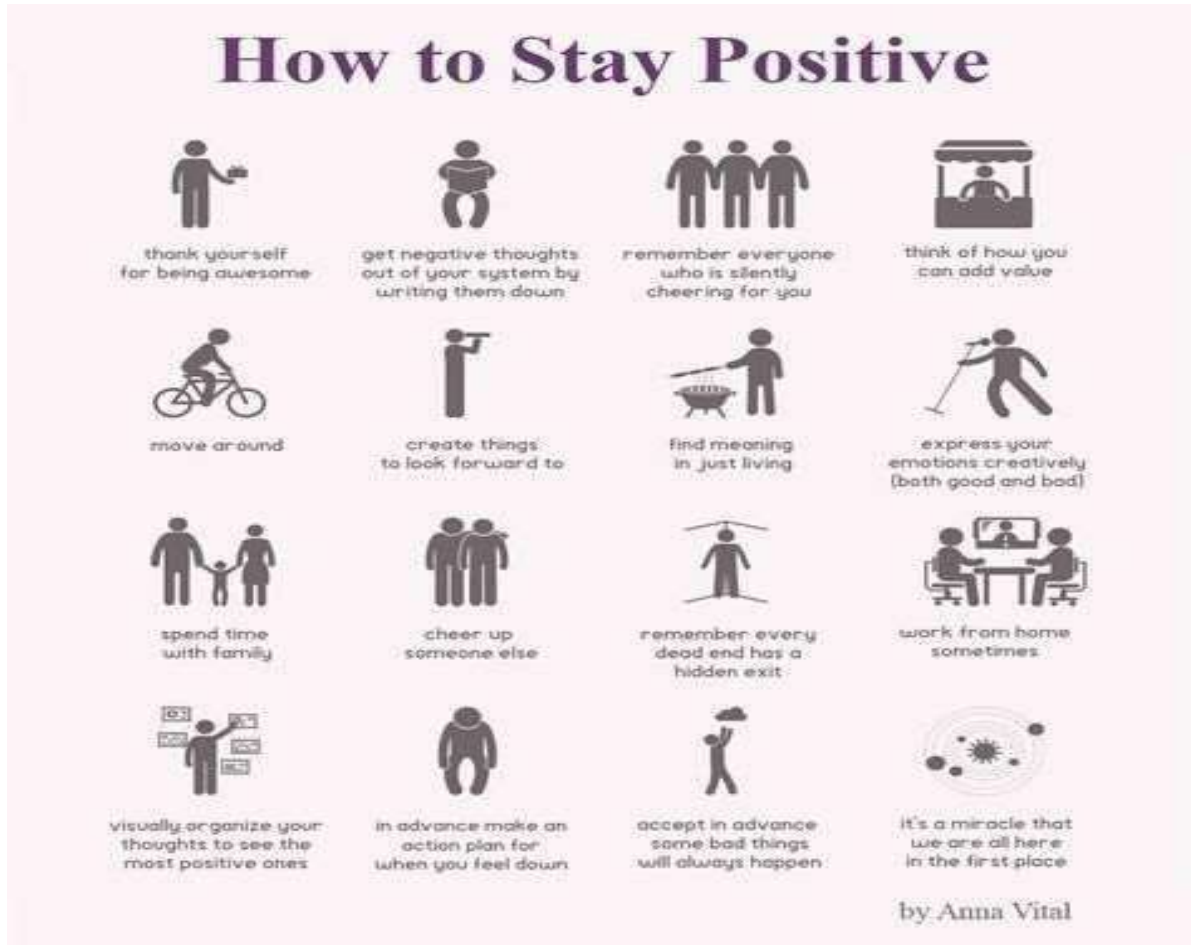 How to Stay Positive
thank yourself
for being awesome
get negative thoughts
out of your system by
writing them down
remember everyone
who is silently
cheering for you
think of how you
can add value
move around
create things
to look forward to
find meaning
in just living
express your
emotions creatively
(both good and bad)
spend time
with family
cheer up
someone else
remember every
dead end has a
hidden exit
work from home
sometimes
visually organize your
thoughts to see the
most positive ones
in advance make an
action plan for
when you feel down
accept in advance
some bad things
will always happen
it's a miracle that
we are all here
in the first place
by Anna Vital